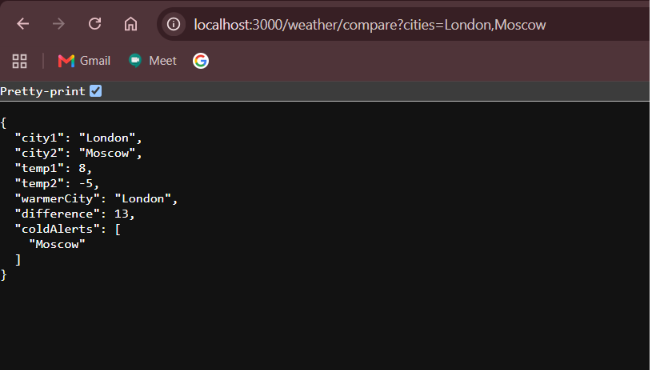 localhost:3000/weather/compare?cities=London,Moscow
Gmail Meet
Pretty-print
{
  "city1": "London",
  "city2": "Moscow",
  "temp1": 8,
  "temp2": -5,
  "warmerCity": "London",
  "difference": 13,
  "coldAlerts": [
    "Moscow"
  ]
}